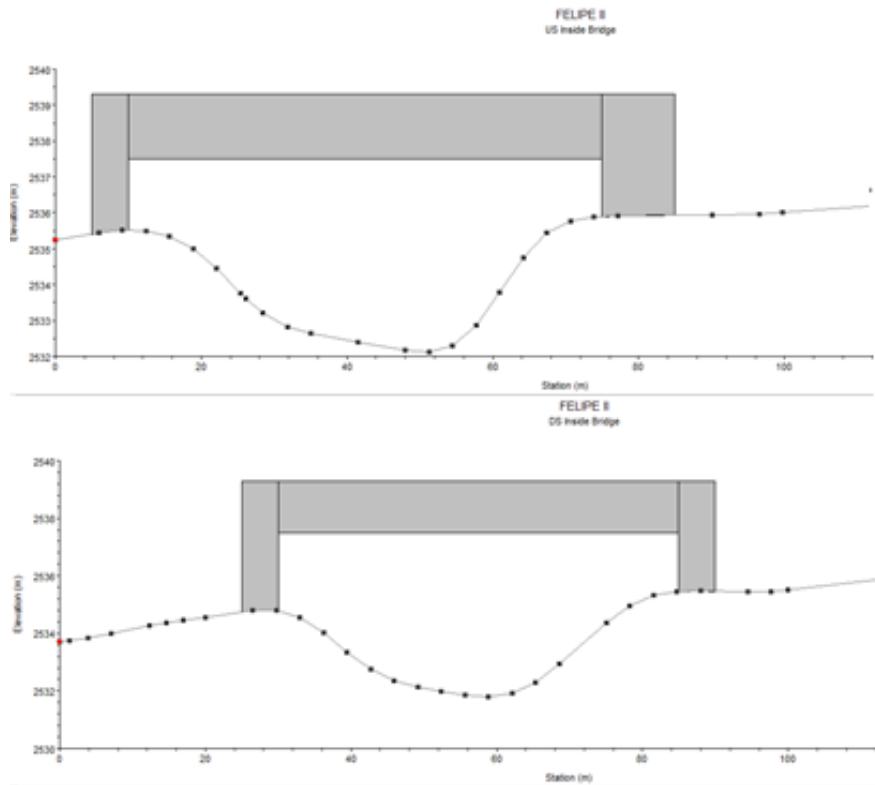 FELIPE II
US Inside Bridge
2540
2539
2538
2537
2536
2535
2534
2533
2532
Elevation (m)
0 20 40 60 80 100
Station (m)
FELIPE II
DS Inside Bridge
2540
2538
2536
2534
2532
2530
Elevation (m)
0 20 40 60 80 100
Station (m)